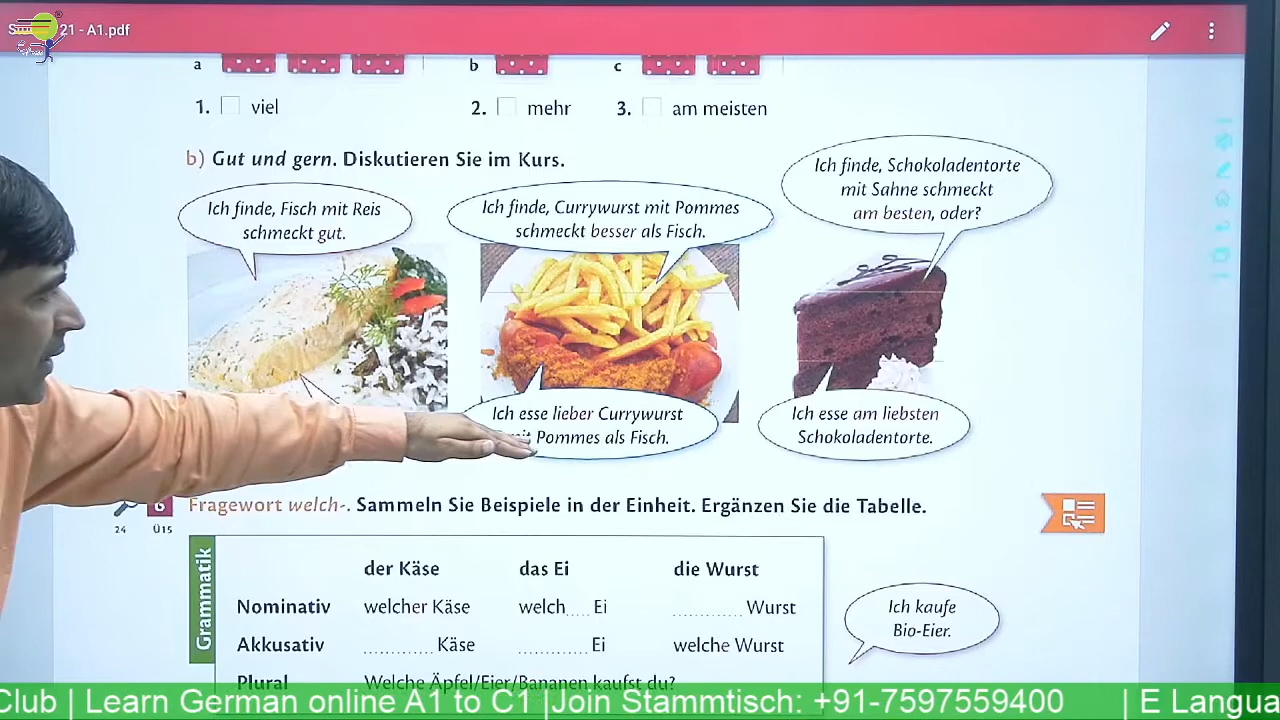 21 - A1.pdf
a
b
c
1. viel
2. mehr
3. am meisten
b) Gut und gern. Diskutieren Sie im Kurs.
Ich finde, Fisch mit Reis
schmeckt gut.
Ich finde, Currywurst mit Pommes
schmeckt besser als Fisch.
Ich finde, Schokoladentorte
mit Sahne schmeckt
am besten, oder?
Ich esse lieber Currywurst
Pommes als Fisch.
Ich esse am liebsten
Schokoladentorte.
6 Fragewort welch-. Sammeln Sie Beispiele in der Einheit. Ergänzen Sie die Tabelle.
24 Ü15
Grammatik
der Käse das Ei die Wurst
Nominativ welcher Käse welch..... Ei ............ Wurst
Akkusativ ............ Käse ............ Ei welche Wurst
Plural Welche Äpfel/Eier/Bananen kaufst du?
Ich kaufe
Bio-Eier.
Club | Learn German online A1 to C1 |Join Stammtisch: +91-7597559400 | E Langua